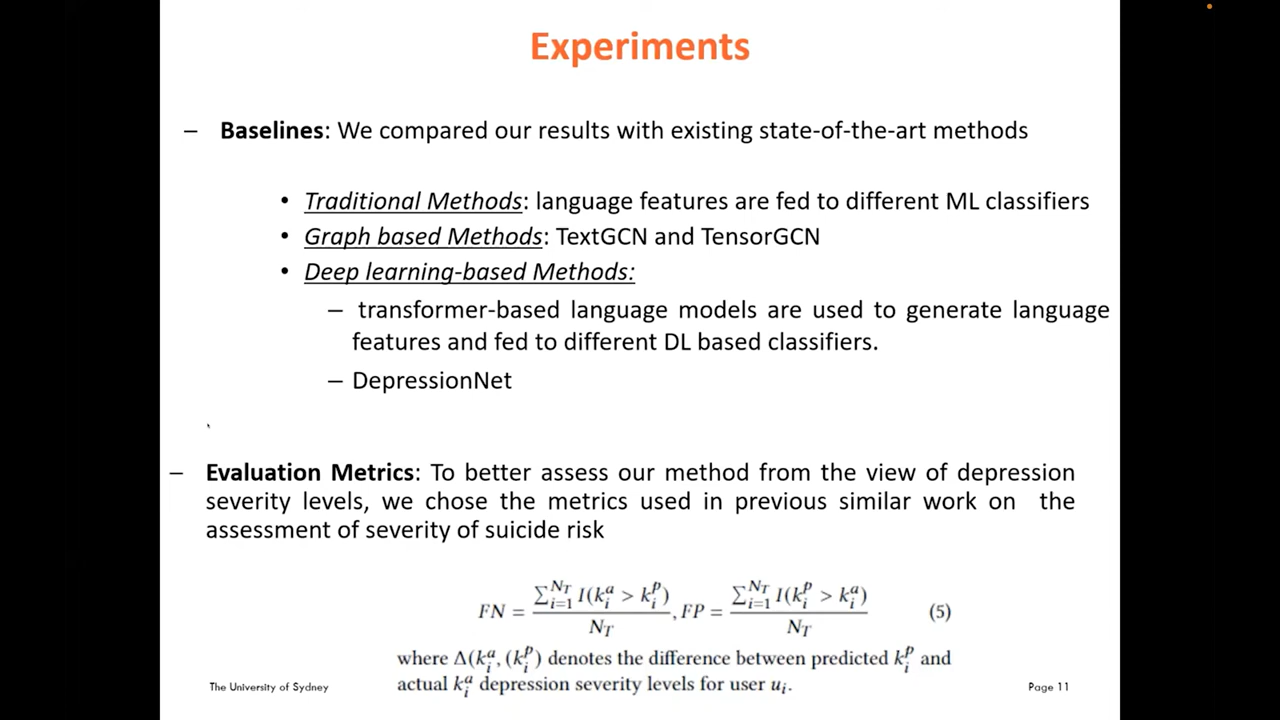 Experiments
– Baselines: We compared our results with existing state-of-the-art methods
• Traditional Methods: language features are fed to different ML classifiers
• Graph based Methods: TextGCN and TensorGCN
• Deep learning-based Methods:
– transformer-based language models are used to generate language
features and fed to different DL based classifiers.
– DepressionNet
– Evaluation Metrics: To better assess our method from the view of depression
severity levels, we chose the metrics used in previous similar work on the
assessment of severity of suicide risk
FN = \frac{\sum_{i=1}^{N_T} I(k_i^a > k_i^p)}{N_T}, FP = \frac{\sum_{i=1}^{N_T} I(k_i^p > k_i^a)}{N_T} (5)
where Δ(k_i^a, (k_i^p) denotes the difference between predicted k_i^p and
actual k_i^a depression severity levels for user u_i.
The University of Sydney
Page 11